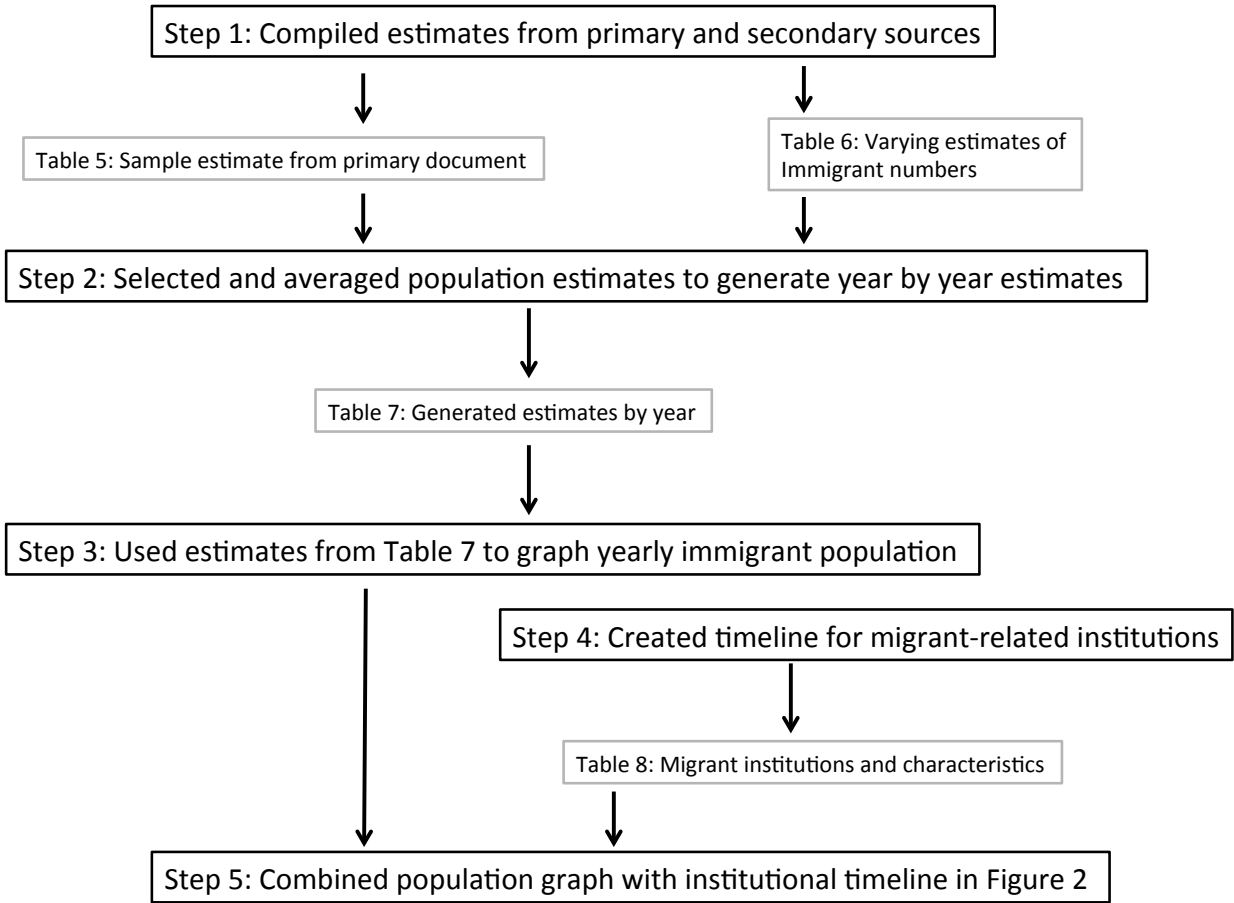 Step 1: Compiled estimates from primary and secondary sources
Table 5: Sample estimate from primary document
Table 6: Varying estimates of
Immigrant numbers
Step 2: Selected and averaged population estimates to generate year by year estimates
Table 7: Generated estimates by year
Step 3: Used estimates from Table 7 to graph yearly immigrant population
Step 4: Created timeline for migrant-related institutions
Table 8: Migrant institutions and characteristics
Step 5: Combined population graph with institutional timeline in Figure 2